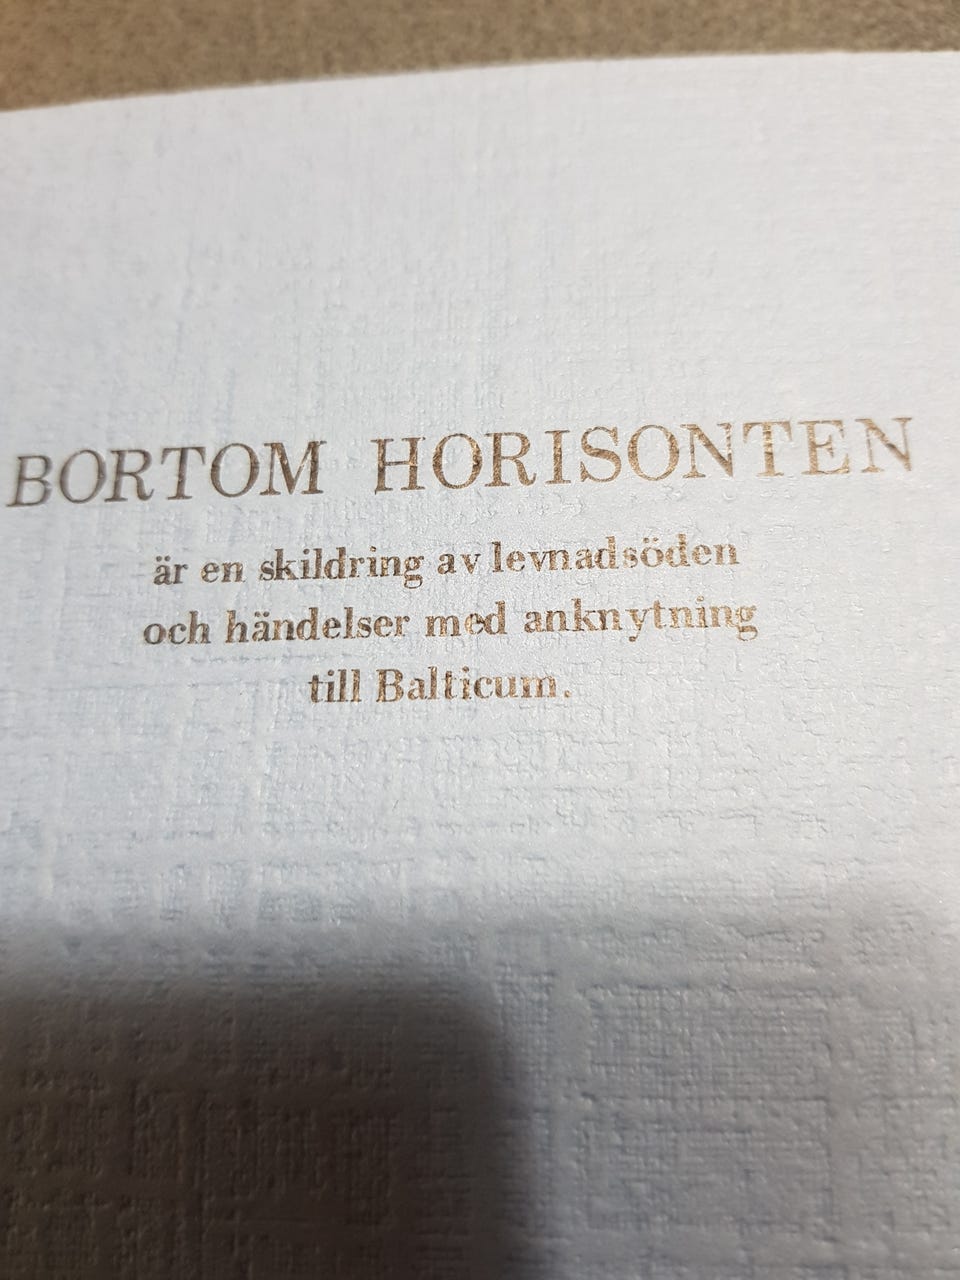 BORTOM HORISONTEN
är en skildring av levnadsöden
och händelser med anknytning
till Balticum.